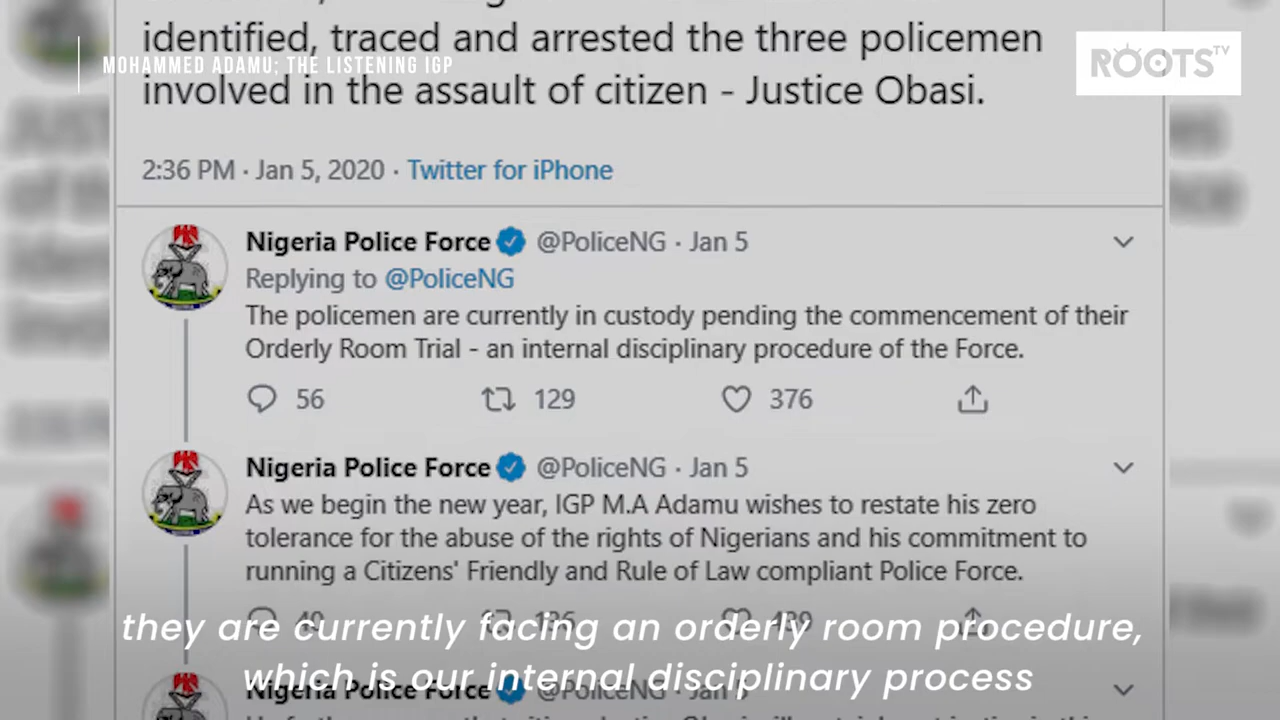 identified, traced and arrested the three policemen
MOHAMMED ADAMU; THE LISTENING IGP
ROOTS TV
involved in the assault of citizen - Justice Obasi.
2:36 PM · Jan 5, 2020 · Twitter for iPhone
Nigeria Police Force @PoliceNG · Jan 5
Replying to @PoliceNG
The policemen are currently in custody pending the commencement of their
Orderly Room Trial - an internal disciplinary procedure of the Force.
56 129 376
Nigeria Police Force @PoliceNG · Jan 5
As we begin the new year, IGP M.A Adamu wishes to restate his zero
tolerance for the abuse of the rights of Nigerians and his commitment to
running a Citizens' Friendly and Rule of Law compliant Police Force.
they are currently facing an orderly room procedure,
which is our internal disciplinary process
Nigeria Police Force @PoliceNG · Jan